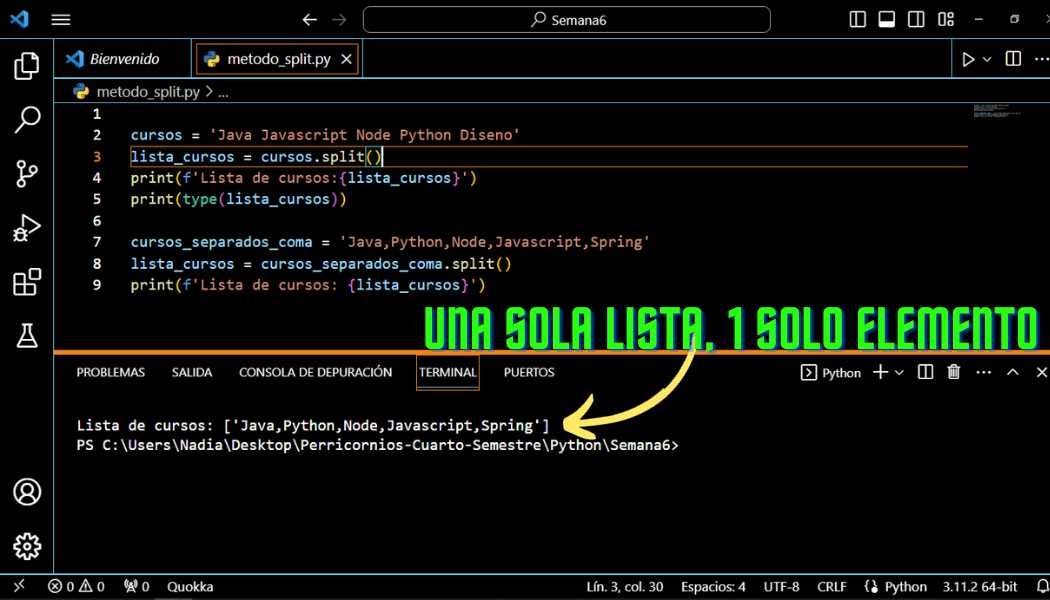 Semana6
Bienvenido
metodo_split.py
metodo_split.py > ...
1
2 cursos = 'Java Javascript Node Python Diseno'
3 lista_cursos = cursos.split()
4 print(f'Lista de cursos:{lista_cursos}')
5 print(type(lista_cursos))
6
7 cursos_separados_coma = 'Java,Python,Node,Javascript,Spring'
8 lista_cursos = cursos_separados_coma.split()
9 print(f'Lista de cursos: {lista_cursos}')
UNA SOLA LISTA, 1 SOLO ELEMENTO
PROBLEMAS SALIDA CONSOLA DE DEPURACIÓN TERMINAL PUERTOS Python
Lista de cursos: ['Java,Python,Node,Javascript,Spring']
PS C:\Users\Nadia\Desktop\Perricornios-Cuarto-Semestre\Python\Semana6>
0 0 0 Quokka Lín. 3, col. 30 Espacios: 4 UTF-8 CRLF Python 3.11.2 64-bit